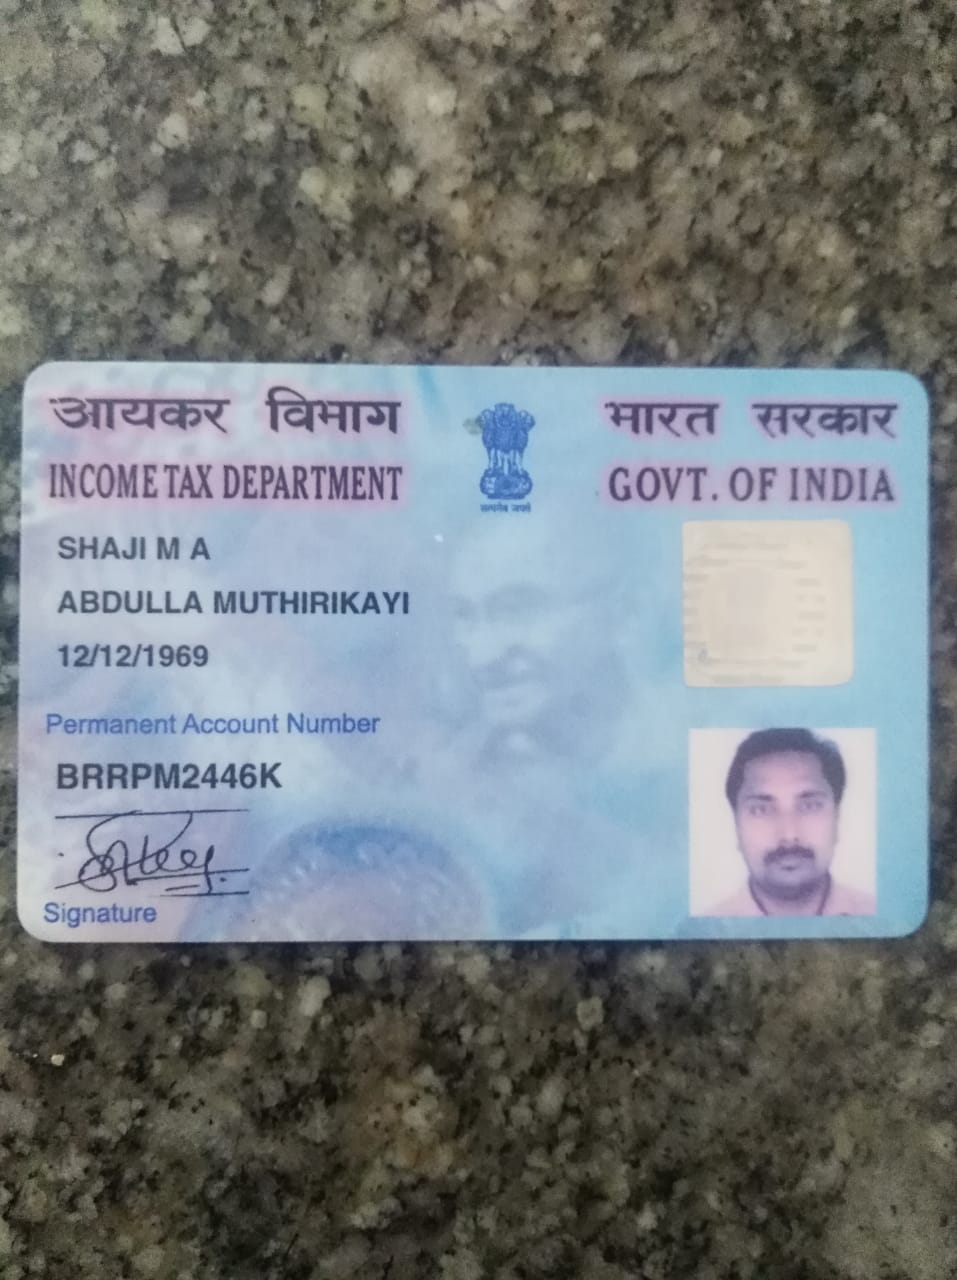 आयकर विभाग
INCOME TAX DEPARTMENT
सत्यमेव जयते
भारत सरकार
GOVT. OF INDIA
SHAJI M A
ABDULLA MUTHIRIKAYI
12/12/1969
Permanent Account Number
BRRPM2446K
Signature